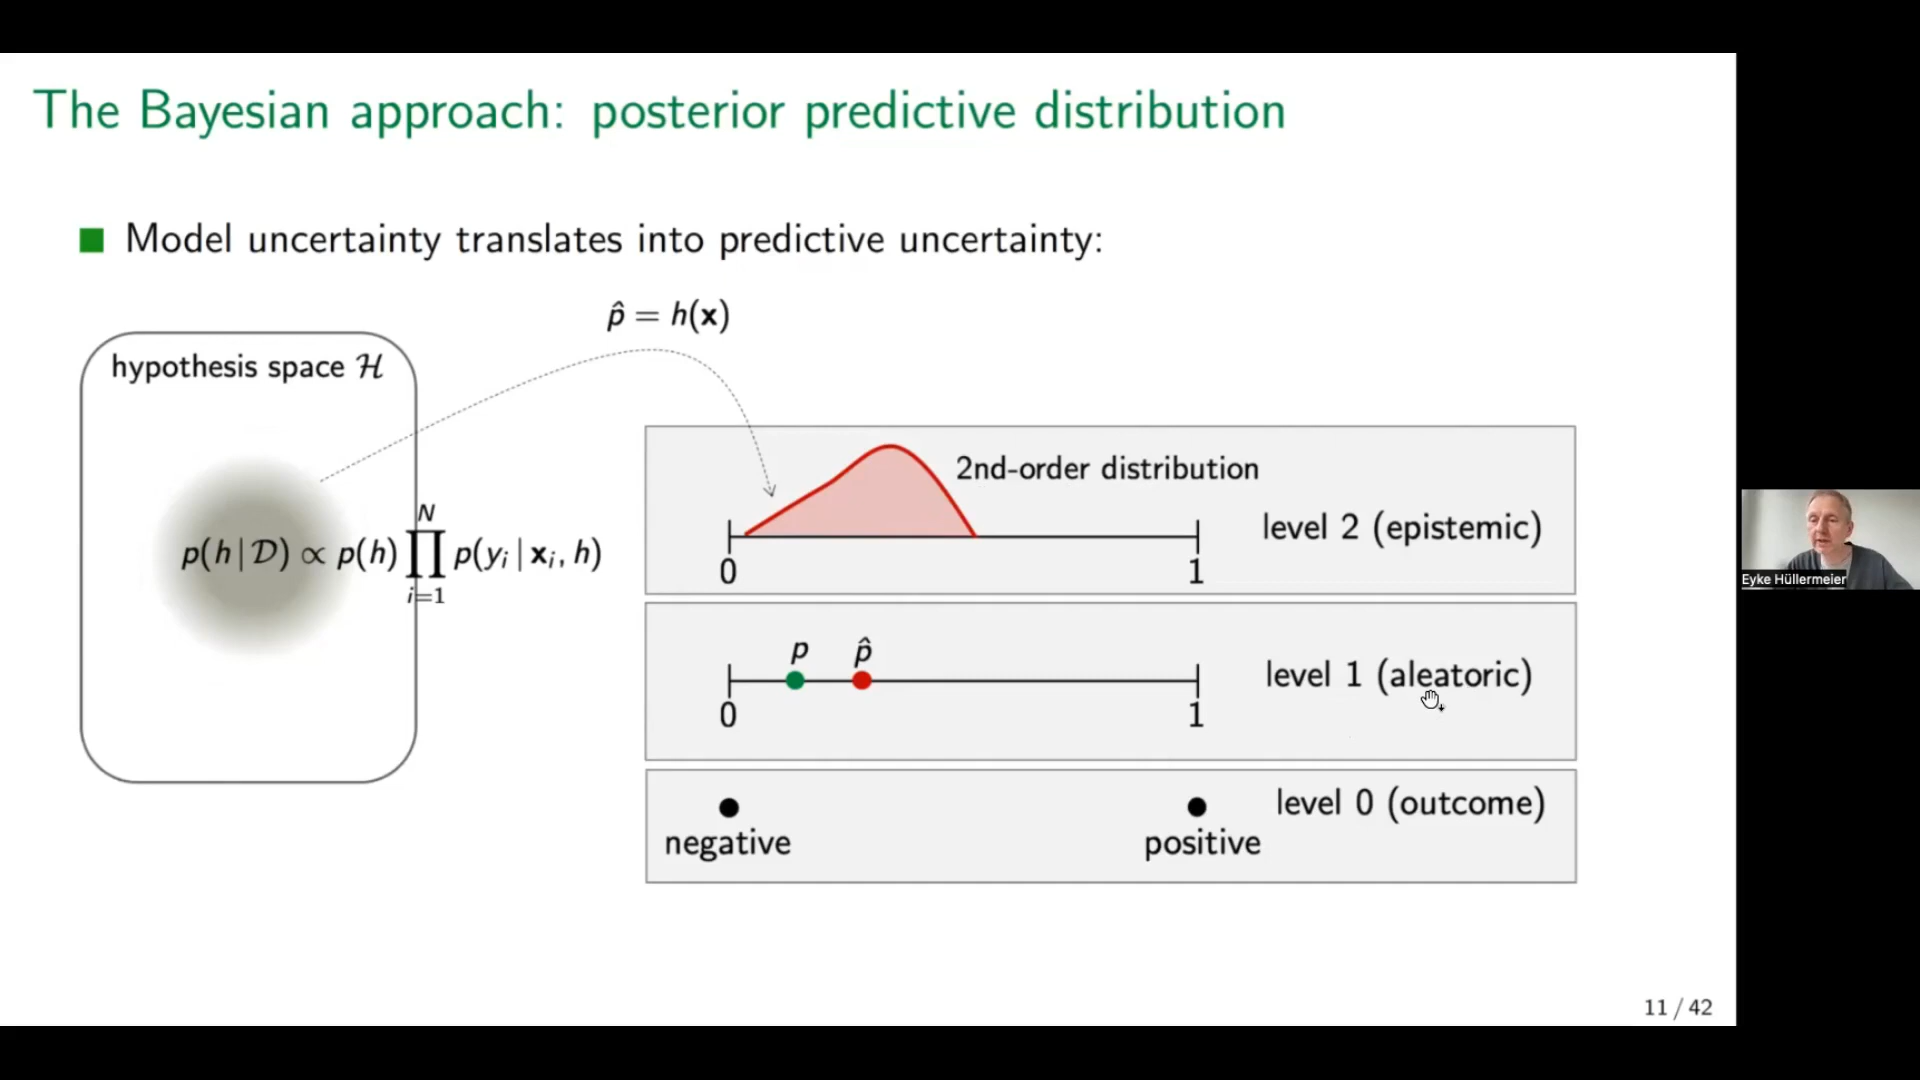 The Bayesian approach: posterior predictive distribution
Model uncertainty translates into predictive uncertainty:
p̂ = h(x)
hypothesis space ℋ
p(h | 𝒟) ∝ p(h) ∏_{i=1}^{N} p(y_i | x_i, h)
2nd-order distribution
level 2 (epistemic)
0 1
p p̂
level 1 (aleatoric)
0 1
level 0 (outcome)
negative positive
Eyke Hüllermeier
11 / 42